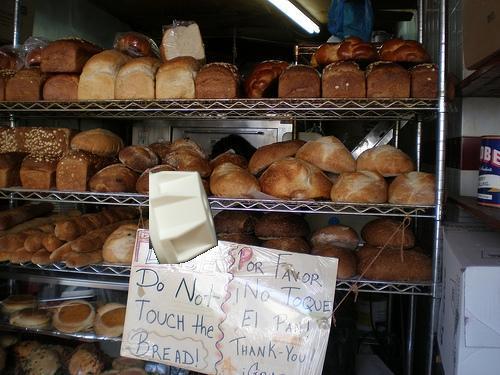 Do Not
Touch the
Bread!
Por Favor
¡No Toque
El Pan!
Thank-You!